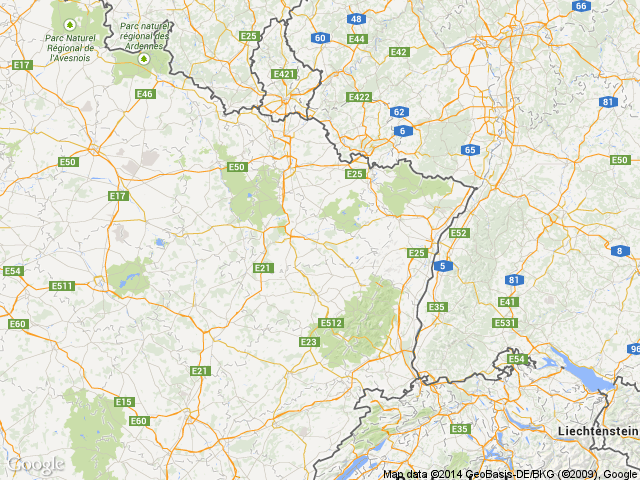 Parc naturel
régional des
Ardennes
Parc Naturel
Régional de
l'Avesnois
48
66
E25
60
E44
E42
E17
E421
E46
E422
62
81
6
65
E50
E50
E50
E25
E17
E52
8
E25
E54
E21
5
E511
81
E35
E41
E60
E512
E531
E23
96
E54
E21
E15
E60
E35
Liechtenstein
Google
Map data ©2014 GeoBasis-DE/BKG (©2009), Google